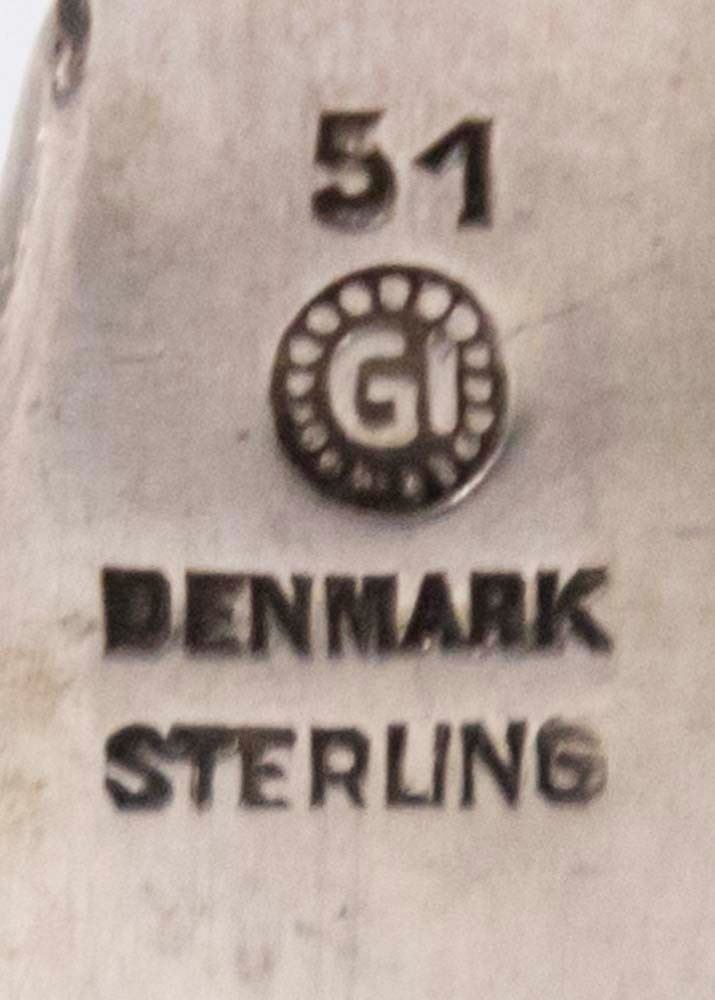 51
GI
DENMARK
STERLING